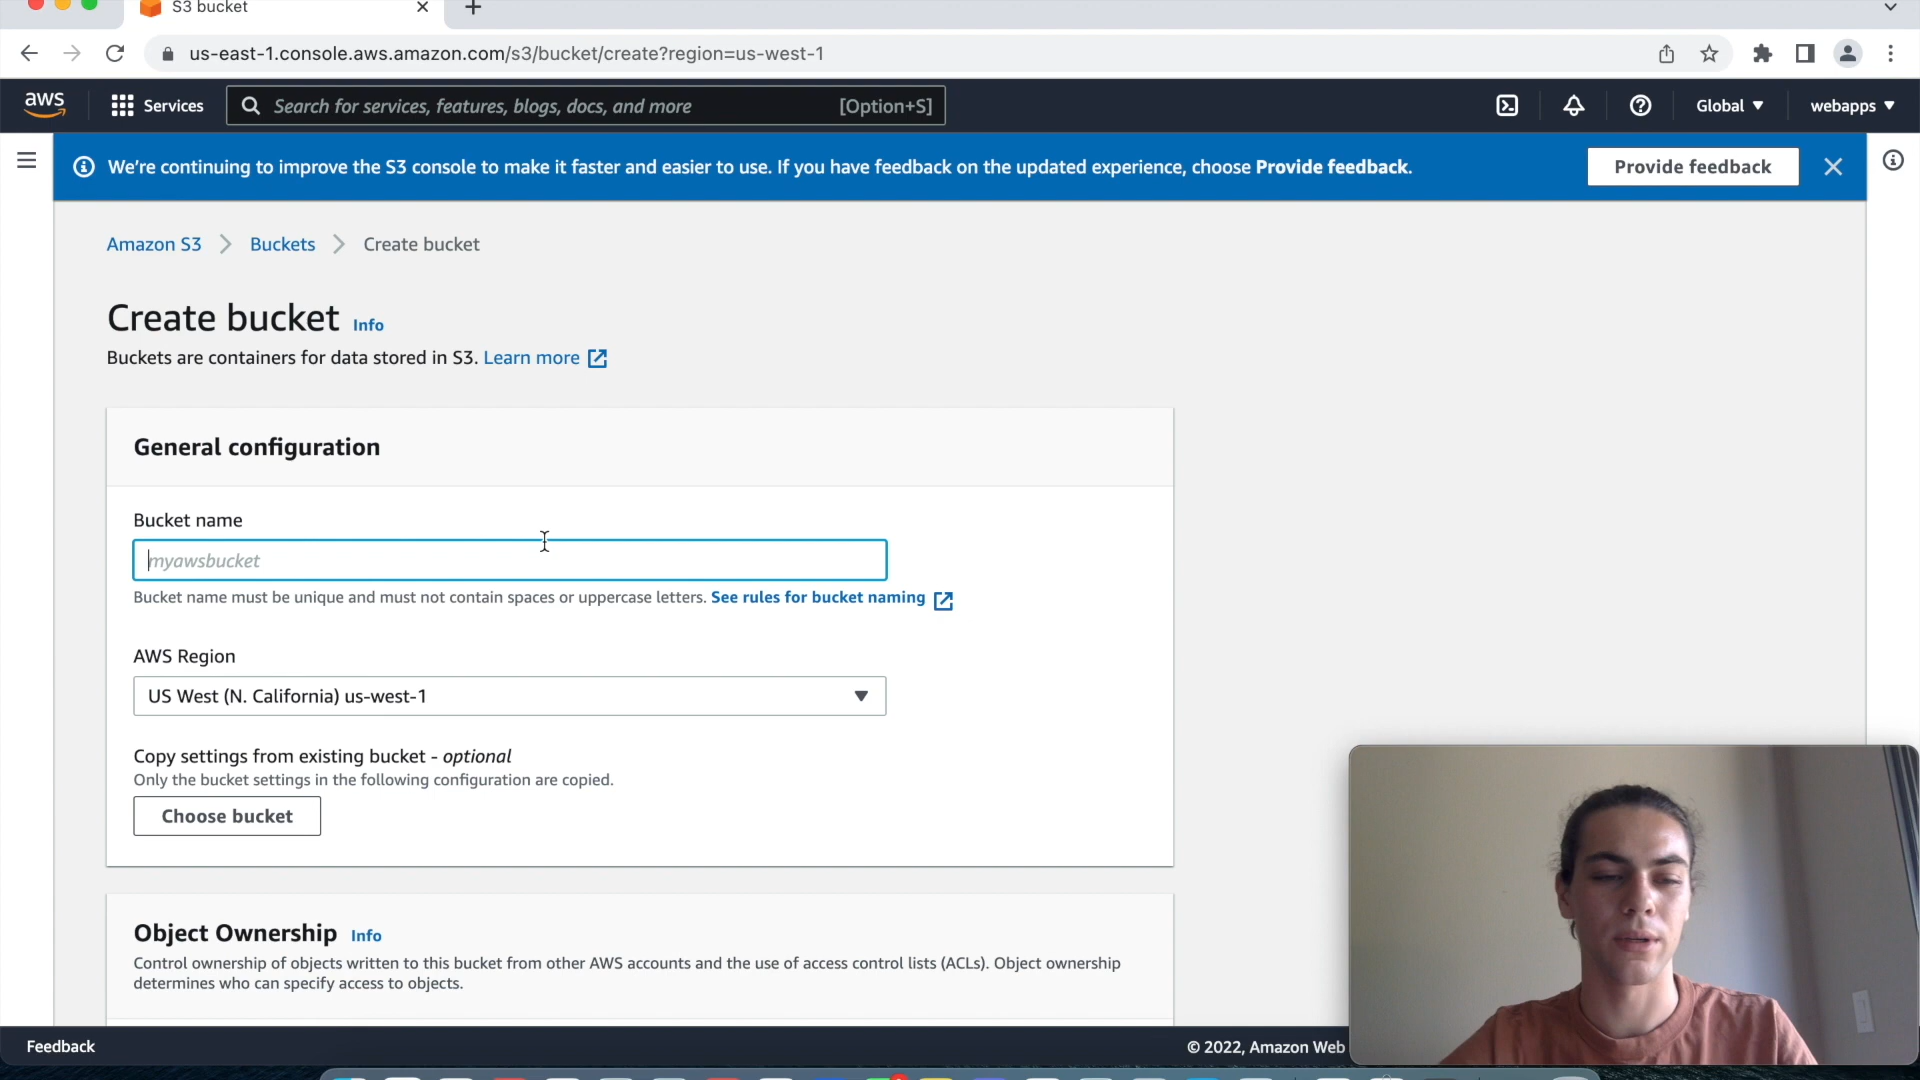 S3 bucket
us-east-1.console.aws.amazon.com/s3/bucket/create?region=us-west-1
aws Services Search for services, features, blogs, docs, and more [Option+S] Global webapps
We're continuing to improve the S3 console to make it faster and easier to use. If you have feedback on the updated experience, choose Provide feedback. Provide feedback
Amazon S3 Buckets Create bucket
Create bucket Info
Buckets are containers for data stored in S3. Learn more
General configuration
Bucket name
myawsbucket
Bucket name must be unique and must not contain spaces or uppercase letters. See rules for bucket naming
AWS Region
US West (N. California) us-west-1
Copy settings from existing bucket - optional
Only the bucket settings in the following configuration are copied.
Choose bucket
Object Ownership Info
Control ownership of objects written to this bucket from other AWS accounts and the use of access control lists (ACLs). Object ownership
determines who can specify access to objects.
Feedback © 2022, Amazon Web